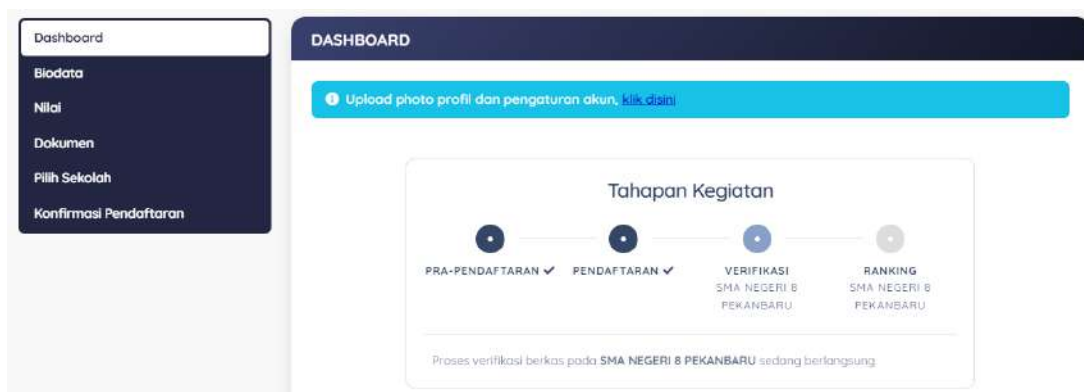 Dashboard
Biodata
Nilai
Dokumen
Pilih Sekolah
Konfirmasi Pendaftaran
DASHBOARD
Upload photo profil dan pengaturan akun, klik disini
Tahapan Kegiatan
PRA-PENDAFTARAN ✔
PENDAFTARAN ✔
VERIFIKASI
SMA NEGERI 8
PEKANBARU
RANKING
SMA NEGERI 8
PEKANBARU
Proses verifikasi berkas pada SMA NEGERI 8 PEKANBARU sedang berlangsung